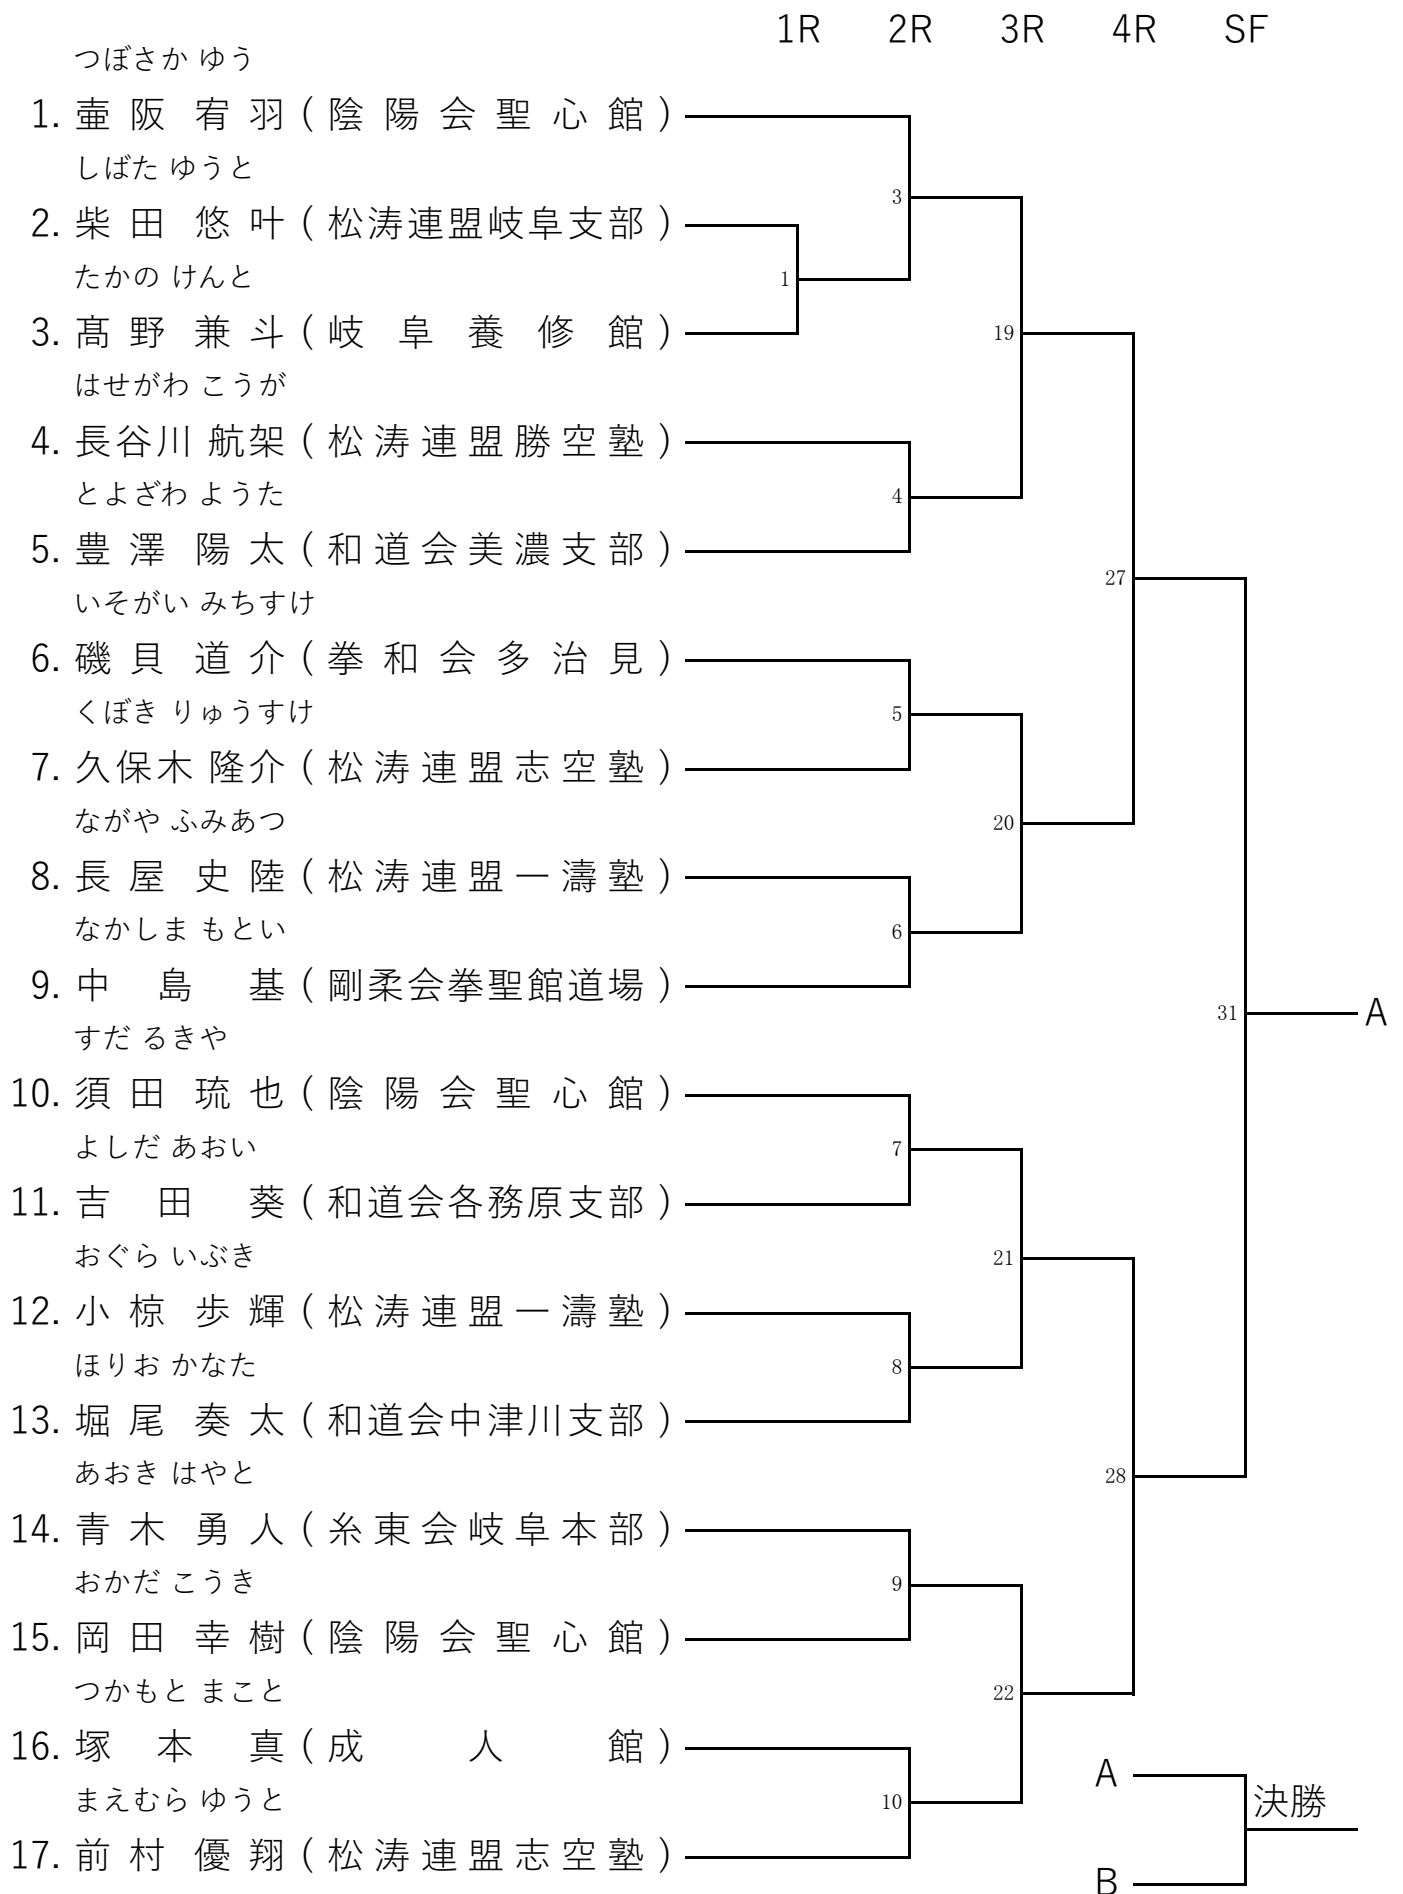 1R 2R 3R 4R SF
つぼさか ゆう
1. 壷阪 宥羽 (陰陽会聖心館)
しばた ゆうと
3
2. 柴田 悠叶 (松涛連盟岐阜支部)
たかの けんと
1
3. 髙野 兼斗 (岐阜養修館)
19
はせがわ こうが
4. 長谷川 航架 (松涛連盟勝空塾)
とよざわ ようた
4
5. 豊澤 陽太 (和道会美濃支部)
27
いそがい みちすけ
6. 磯貝 道介 (拳和会多治見)
くぼき りゅうすけ
5
7. 久保木 隆介 (松涛連盟志空塾)
ながや ふみあつ
20
8. 長屋 史陸 (松涛連盟一濤塾)
なかしま もとい
6
9. 中島 基 (剛柔会拳聖館道場)
31 A
すだ るきや
10. 須田 琉也 (陰陽会聖心館)
よしだ あおい
7
11. 吉田 葵 (和道会各務原支部)
おぐら いぶき
21
12. 小椋 歩輝 (松涛連盟一濤塾)
ほりお かなた
8
13. 堀尾 奏太 (和道会中津川支部)
あおき はやと
28
14. 青木 勇人 (糸東会岐阜本部)
おかだ こうき
9
15. 岡田 幸樹 (陰陽会聖心館)
つかもと まこと
22
16. 塚本 真 (成人館)
A
まえむら ゆうと
10
決勝
17. 前村 優翔 (松涛連盟志空塾)
B